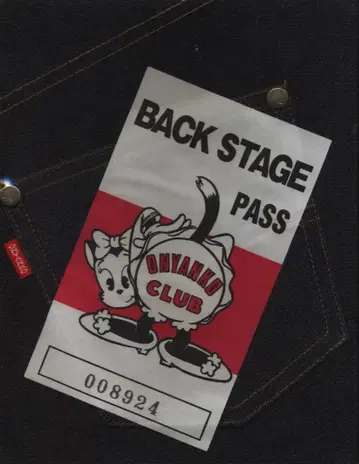 BACK STAGE
PASS
ONYANKO
CLUB
008924